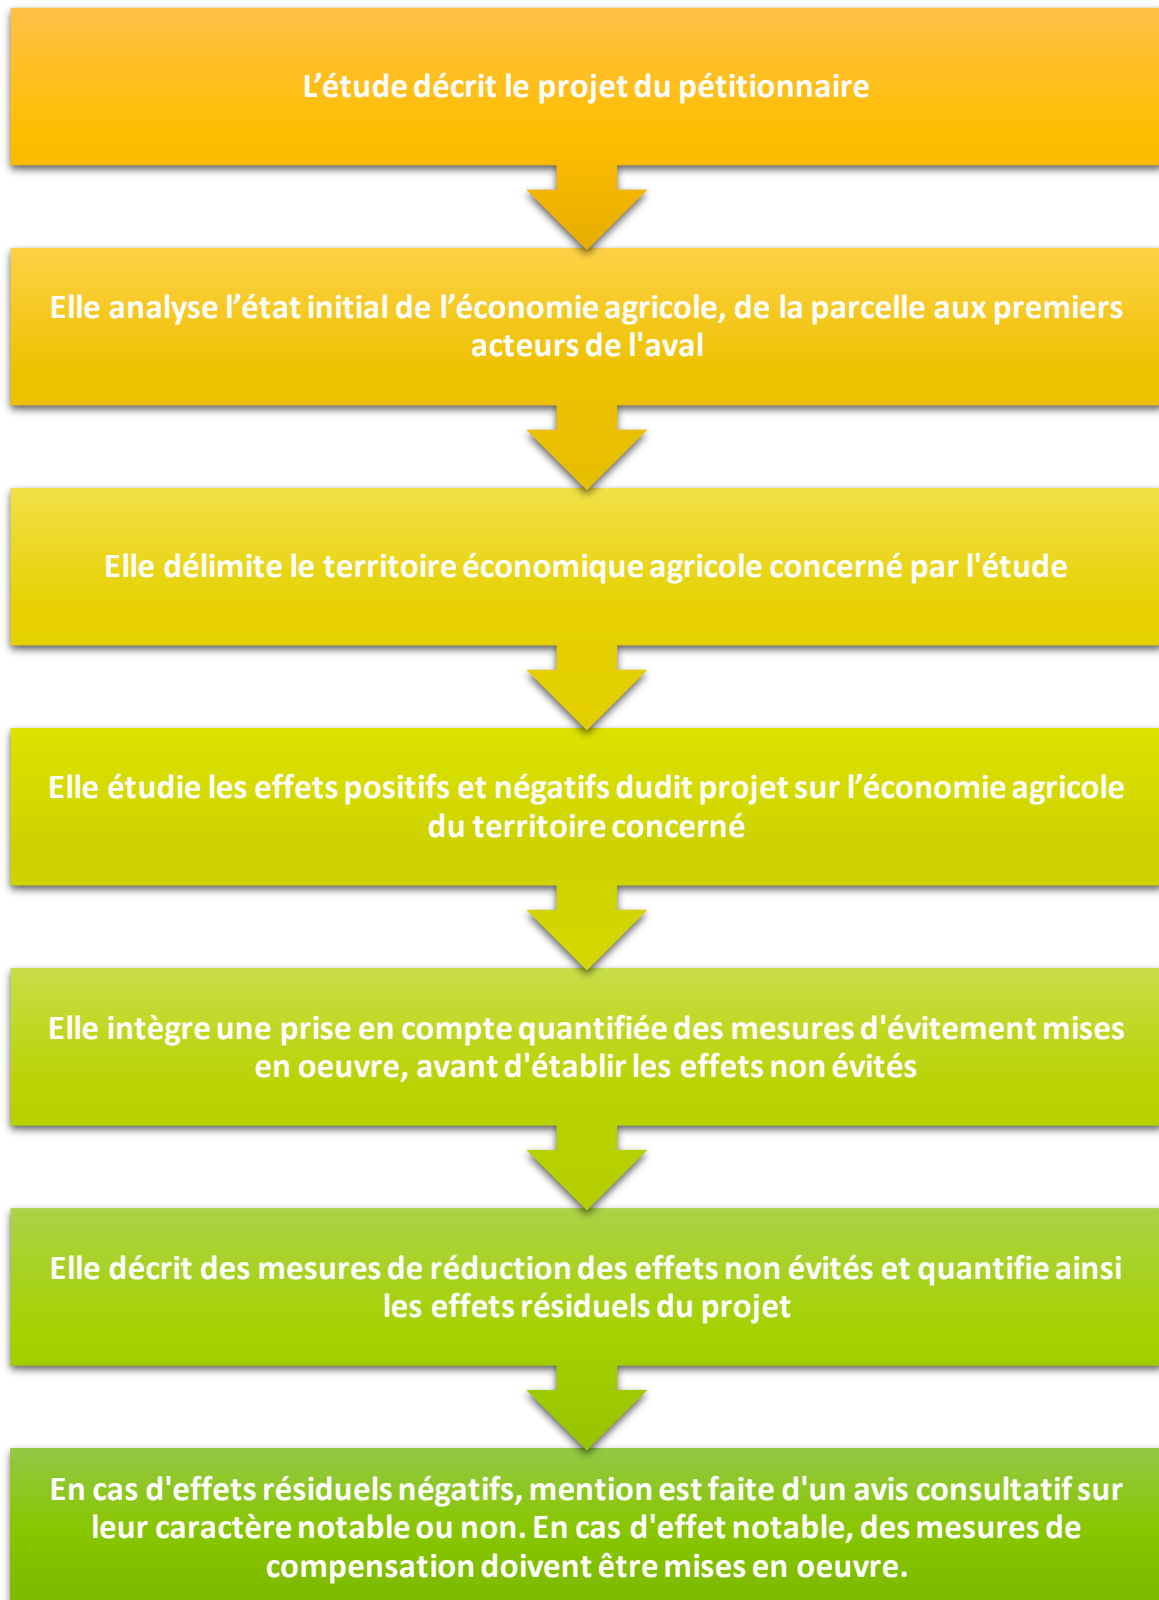 L’étude décrit le projet du pétitionnaire
Elle analyse l’état initial de l’économie agricole, de la parcelle aux premiers
acteurs de l'aval
Elle délimite le territoire économique agricole concerné par l'étude
Elle étudie les effets positifs et négatifs dudit projet sur l’économie agricole
du territoire concerné
Elle intègre une prise en compte quantifiée des mesures d'évitement mises
en oeuvre, avant d'établir les effets non évités
Elle décrit des mesures de réduction des effets non évités et quantifie ainsi
les effets résiduels du projet
En cas d'effets résiduels négatifs, mention est faite d'un avis consultatif sur
leur caractère notable ou non. En cas d'effet notable, des mesures de
compensation doivent être mises en oeuvre.